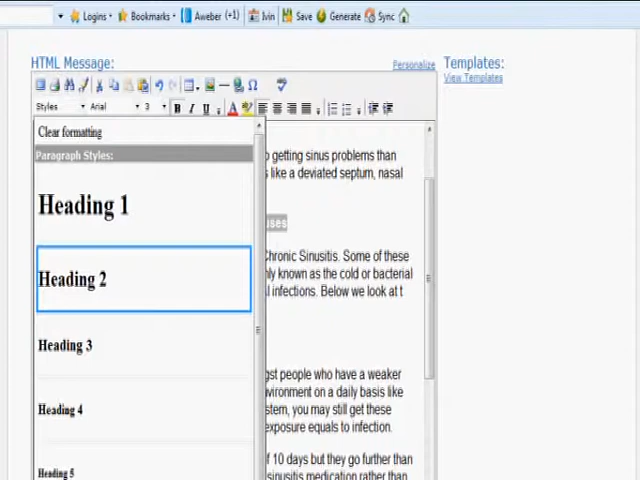 Logins Bookmarks Aweber (+1) Ivin Save Generate Sync
HTML Message:
Personalize
Templates:
View Templates
Styles Arial 3 B I U A
Clear formatting
Paragraph Styles:
Heading 1
Heading 2
Heading 3
Heading 4
Heading 5
getting sinus problems than
like a deviated septum, nasal
uses
Chronic Sinusitis. Some of these
known as the cold or bacterial
infections. Below we look at t
people who have a weaker
on a daily basis like
you may still get these
exposure equals to infection.
of 10 days but they go further than
sinusitis medication rather than